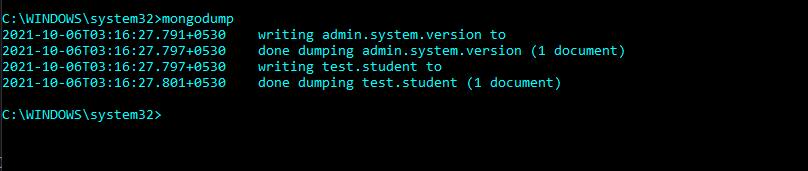 C:\WINDOWS\system32>mongodump
2021-10-06T03:16:27.791+0530    writing admin.system.version to
2021-10-06T03:16:27.797+0530    done dumping admin.system.version (1 document)
2021-10-06T03:16:27.797+0530    writing test.student to
2021-10-06T03:16:27.801+0530    done dumping test.student (1 document)
C:\WINDOWS\system32>